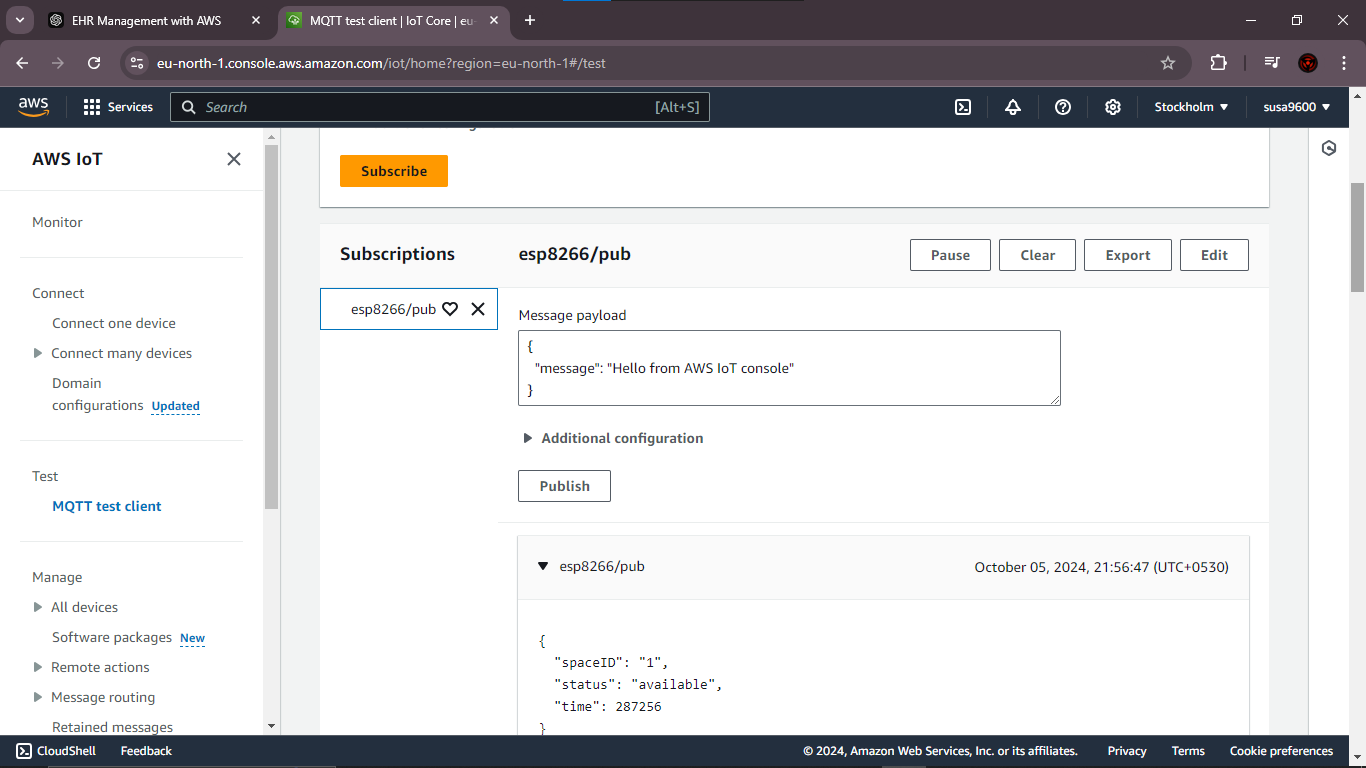 EHR Management with AWS
MQTT test client | IoT Core | eu-
eu-north-1.console.aws.amazon.com/iot/home?region=eu-north-1#/test
aws
Services
Search
[Alt+S]
Stockholm
susa9600
AWS IoT
Monitor
Connect
Connect one device
Connect many devices
Domain
configurations Updated
Test
MQTT test client
Manage
All devices
Software packages New
Remote actions
Message routing
Retained messages
Subscribe
Subscriptions
esp8266/pub
Pause
Clear
Export
Edit
esp8266/pub
Message payload
{
"message": "Hello from AWS IoT console"
}
Additional configuration
Publish
esp8266/pub
October 05, 2024, 21:56:47 (UTC+0530)
{
"spaceID": "1",
"status": "available",
"time": 287256
}
CloudShell
Feedback
© 2024, Amazon Web Services, Inc. or its affiliates.
Privacy
Terms
Cookie preferences